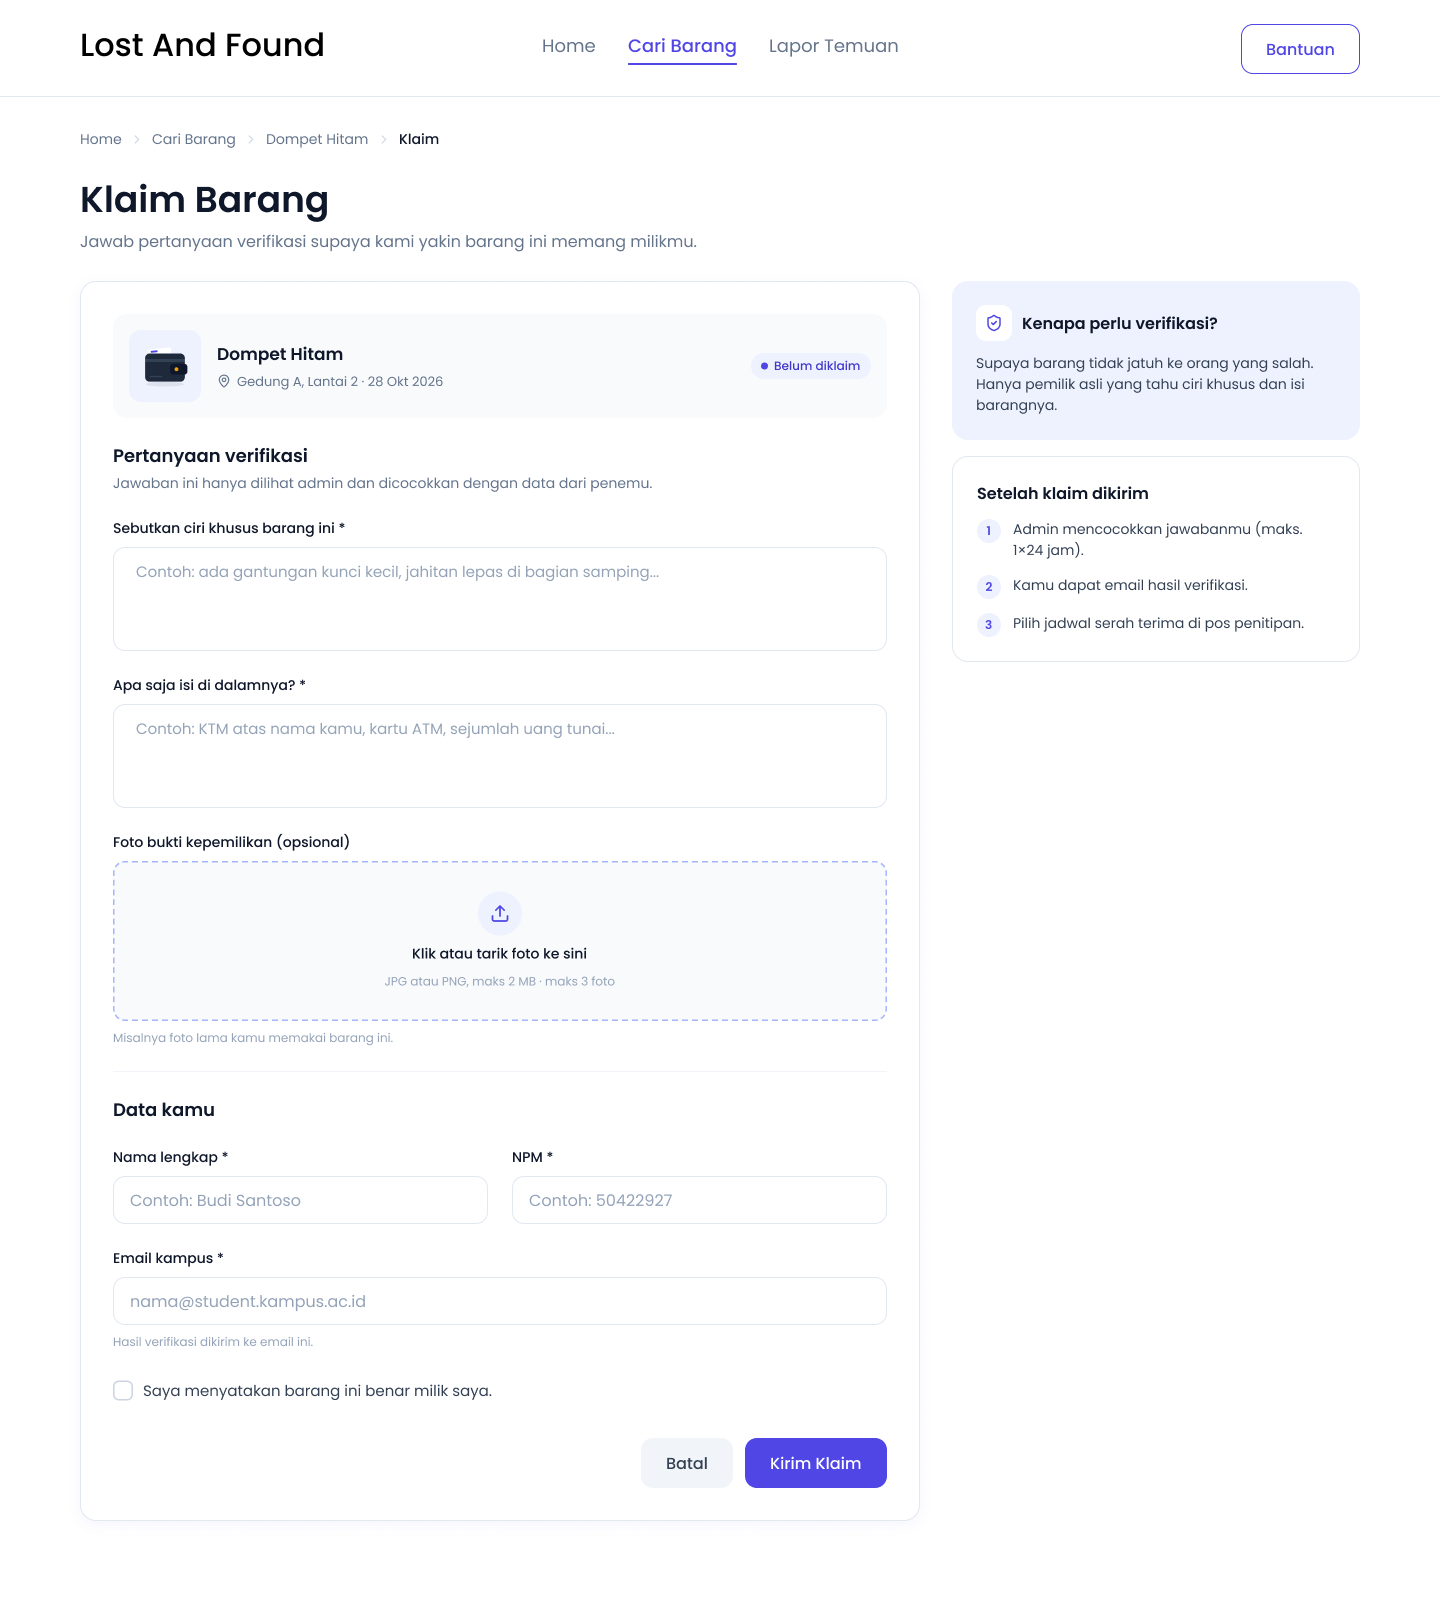 Lost And Found
Home
Cari Barang
Lapor Temuan
Bantuan
Home > Cari Barang > Dompet Hitam > Klaim
Klaim Barang
Jawab pertanyaan verifikasi supaya kami yakin barang ini memang milikmu.
Dompet Hitam
Gedung A, Lantai 2 · 28 Okt 2026
Belum diklaim
Pertanyaan verifikasi
Jawaban ini hanya dilihat admin dan dicocokkan dengan data dari penemu.
Sebutkan ciri khusus barang ini *
Contoh: ada gantungan kunci kecil, jahitan lepas di bagian samping...
Apa saja isi di dalamnya? *
Contoh: KTM atas nama kamu, kartu ATM, sejumlah uang tunai...
Foto bukti kepemilikan (opsional)
Klik atau tarik foto ke sini
JPG atau PNG, maks 2 MB · maks 3 foto
Misalnya foto lama kamu memakai barang ini.
Data kamu
Nama lengkap *
Contoh: Budi Santoso
NPM *
Contoh: 50422927
Email kampus *
nama@student.kampus.ac.id
Hasil verifikasi dikirim ke email ini.
Saya menyatakan barang ini benar milik saya.
Batal
Kirim Klaim
Kenapa perlu verifikasi?
Supaya barang tidak jatuh ke orang yang salah.
Hanya pemilik asli yang tahu ciri khusus dan isi
barangnya.
Setelah klaim dikirim
1 Admin mencocokkan jawabanmu (maks.
1×24 jam).
2 Kamu dapat email hasil verifikasi.
3 Pilih jadwal serah terima di pos penitipan.